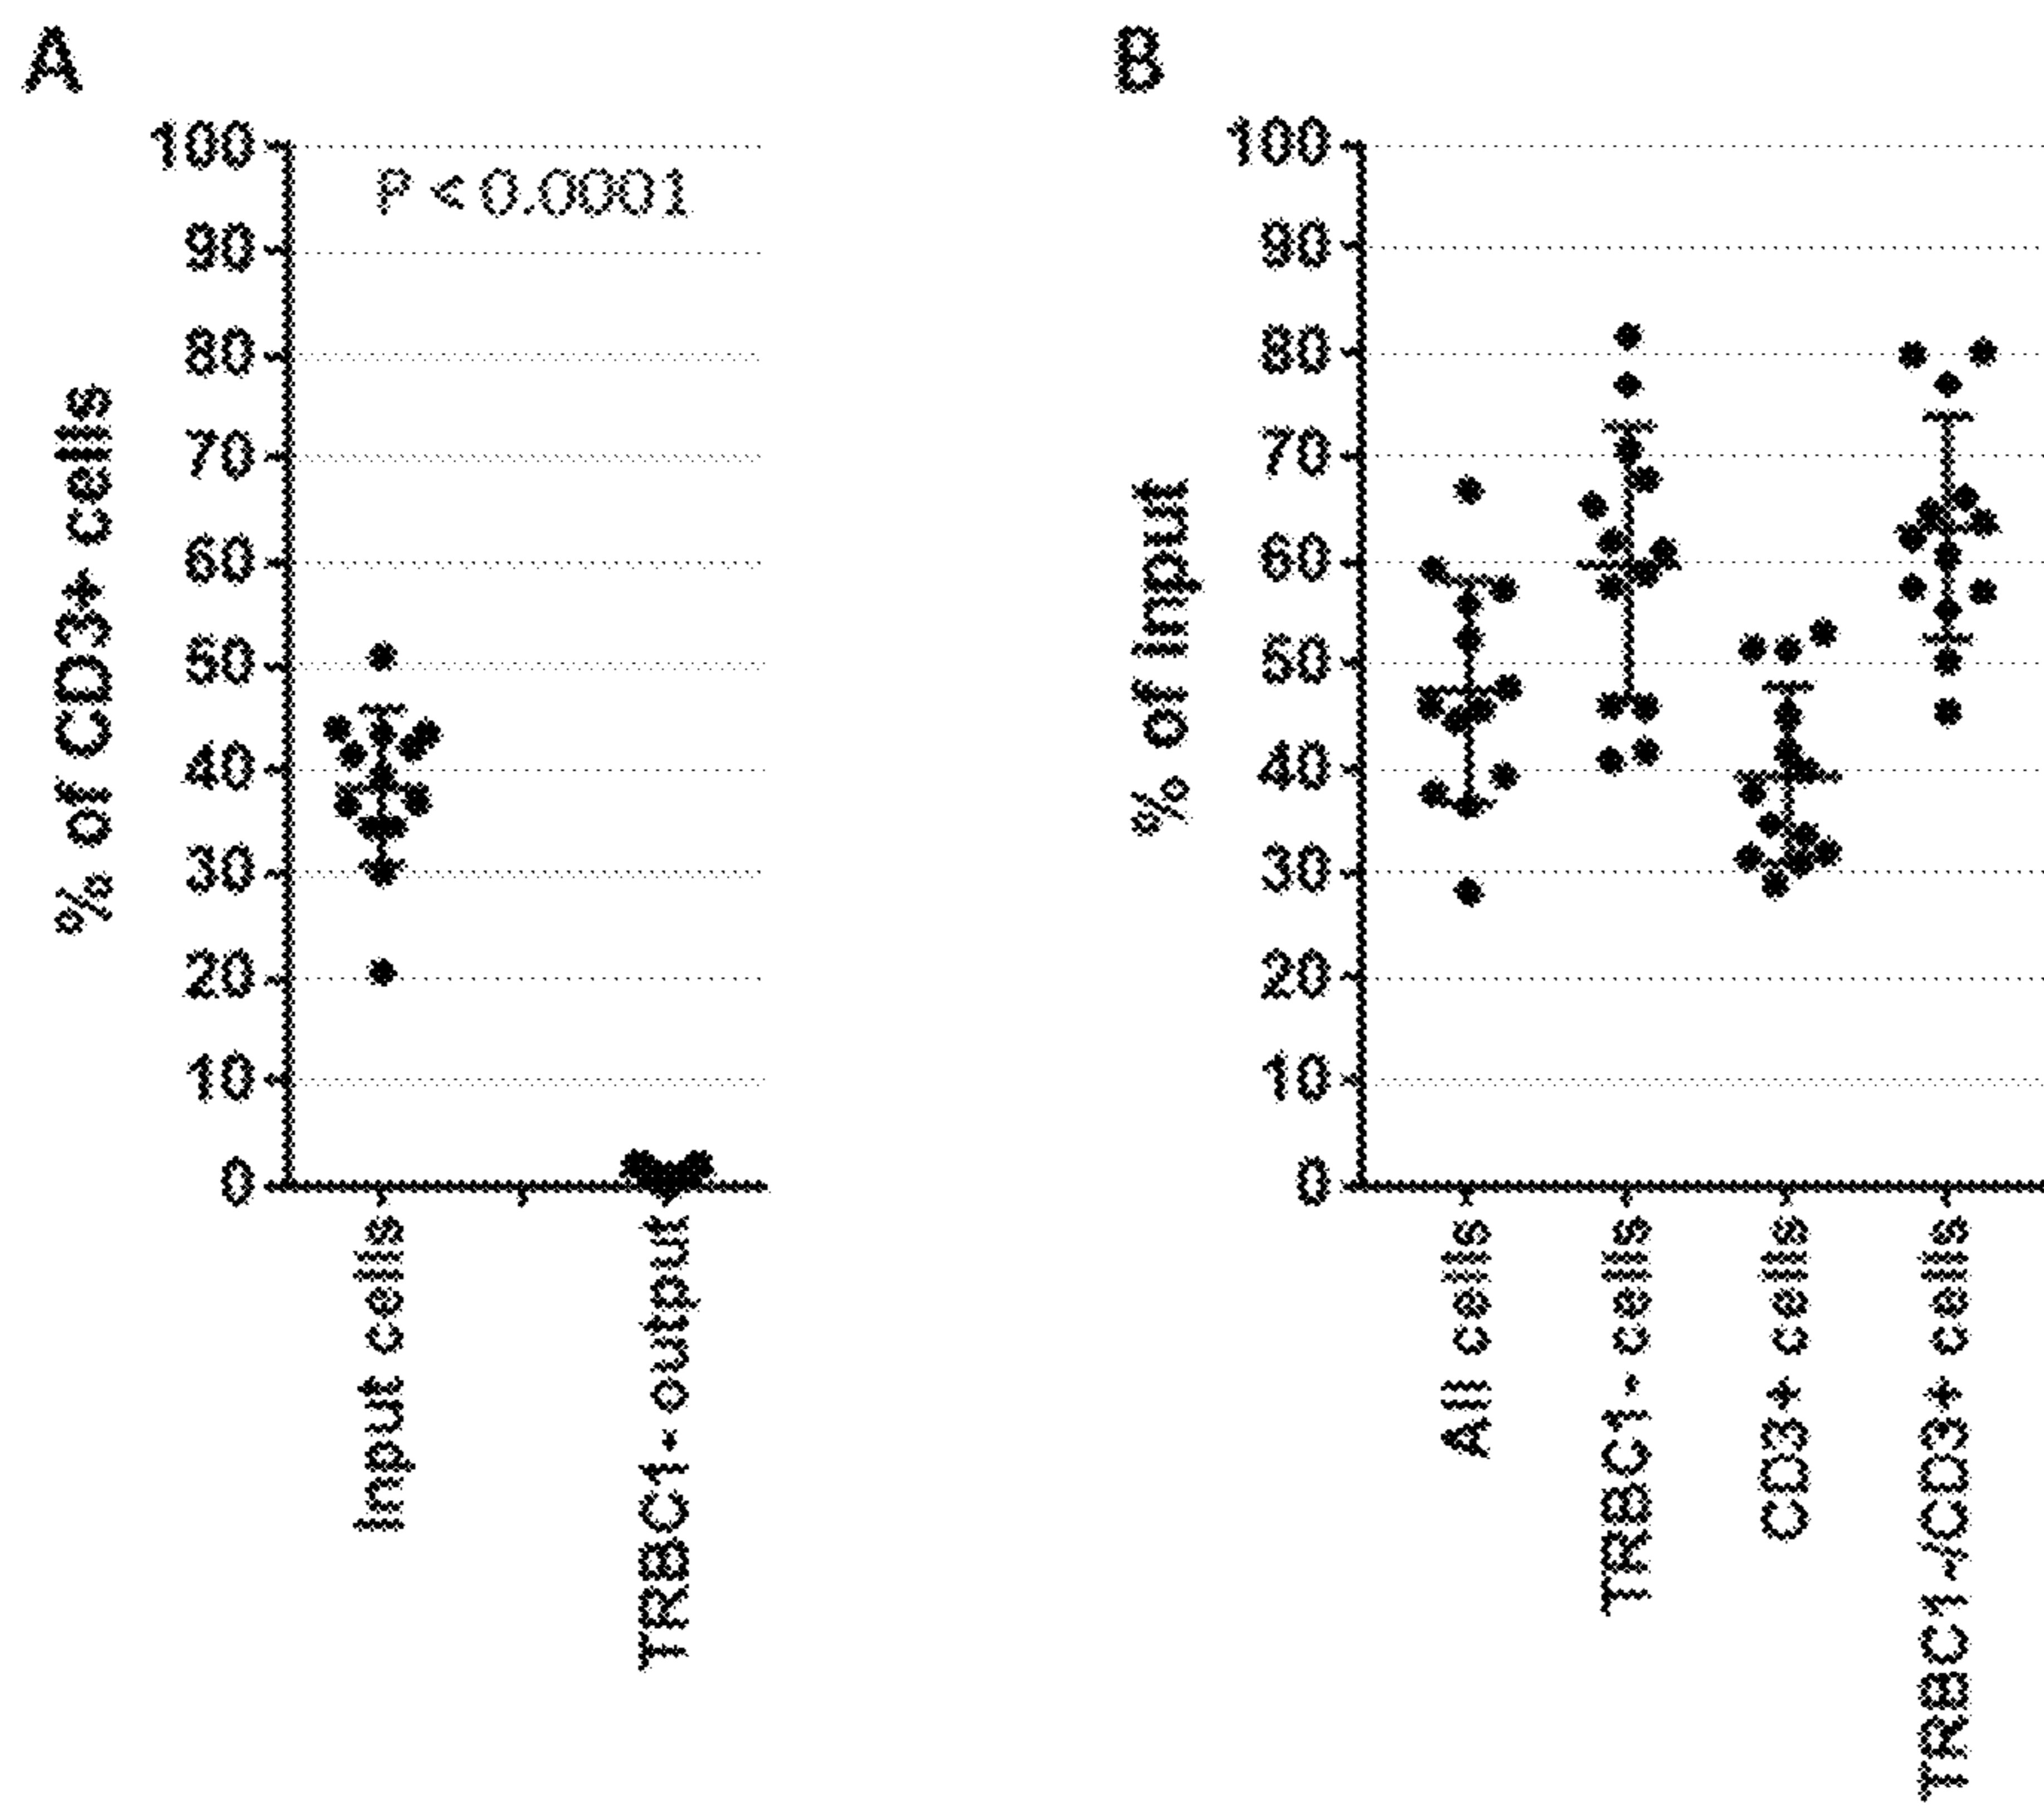 A
% of CD3+ cells
100
90
80
70
60
50
40
30
20
10
0
P < 0.0001
Input cells
TRBC1- output
B
% of Input
100
90
80
70
60
50
40
30
20
10
0
All cells
TRBC1- cells
CD3+ cells
TRBC1-/CD3+ cells